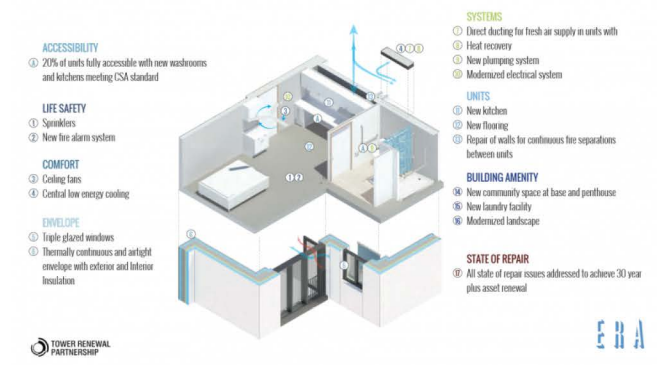 ACCESSIBILITY
Ⓐ 20% of units fully accessible with new washrooms
and kitchens meeting CSA standard
LIFE SAFETY
① Sprinklers
② New fire alarm system
COMFORT
③ Ceiling fans
④ Central low energy cooling
ENVELOPE
⑤ Triple glazed windows
⑥ Thermally continuous and airtight
envelope with exterior and Interior
Insulation
SYSTEMS
⑦ Direct ducting for fresh air supply in units with
⑧ Heat recovery
⑨ New plumping system
⑩ Modernized electrical system
UNITS
⑪ New kitchen
⑫ New flooring
⑬ Repair of walls for continuous fire separations
between units
BUILDING AMENITY
⑭ New community space at base and penthouse
⑮ New laundry facility
⑯ Modernized landscape
STATE OF REPAIR
⑰ All state of repair issues addressed to achieve 30 year
plus asset renewal
TOWER RENEWAL
PARTNERSHIP
ERA